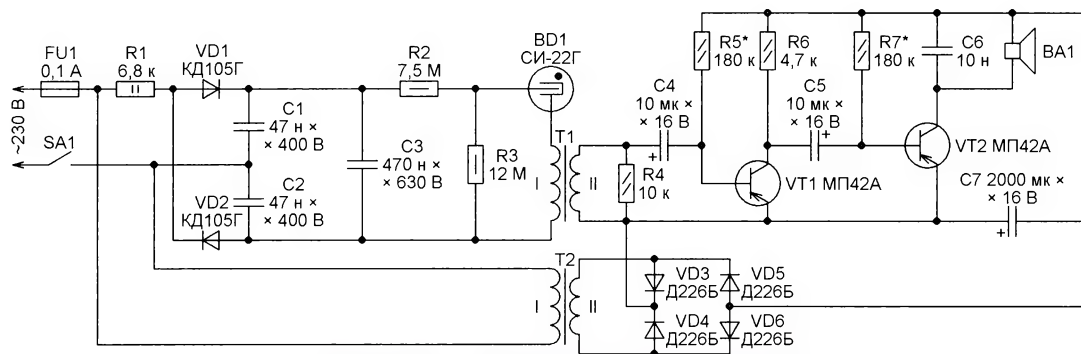 FU1
0,1 А
R1
6,8 к
VD1
КД105Г
R2
7,5 М
BD1
СИ-22Г
~230 В
SA1
C1
47 н ×
× 400 В
C2
47 н ×
× 400 В
VD2
КД105Г
C3
470 н ×
× 630 В
R3
12 М
T1
I
II
C4
10 мк ×
× 16 В
+
R4
10 к
R5*
180 к
R6
4,7 к
C5
10 мк ×
× 16 В
+
R7*
180 к
C6
10 н
BA1
VT1 МП42А
VT2 МП42А
C7 2000 мк ×
× 16 В
+
T2
I
II
VD3
Д226Б
VD5
Д226Б
VD4
Д226Б
VD6
Д226Б